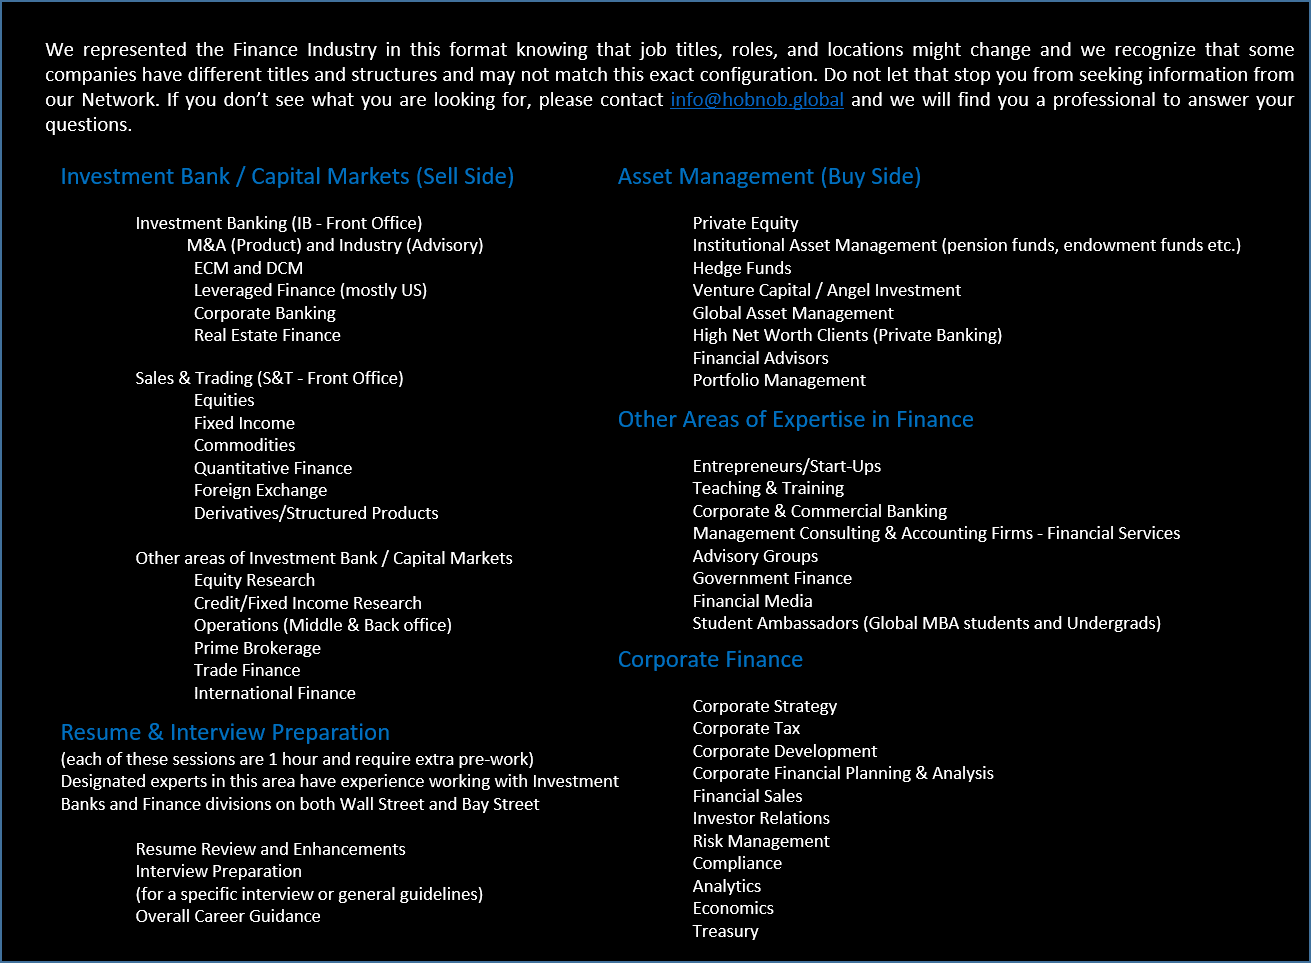 We represented the Finance Industry in this format knowing that job titles, roles, and locations might change and we recognize that some
companies have different titles and structures and may not match this exact configuration. Do not let that stop you from seeking information from
our Network. If you don’t see what you are looking for, please contact info@hobnob.global and we will find you a professional to answer your
questions.
Investment Bank / Capital Markets (Sell Side)
Investment Banking (IB - Front Office)
M&A (Product) and Industry (Advisory)
ECM and DCM
Leveraged Finance (mostly US)
Corporate Banking
Real Estate Finance
Sales & Trading (S&T - Front Office)
Equities
Fixed Income
Commodities
Quantitative Finance
Foreign Exchange
Derivatives/Structured Products
Other areas of Investment Bank / Capital Markets
Equity Research
Credit/Fixed Income Research
Operations (Middle & Back office)
Prime Brokerage
Trade Finance
International Finance
Resume & Interview Preparation
(each of these sessions are 1 hour and require extra pre-work)
Designated experts in this area have experience working with Investment
Banks and Finance divisions on both Wall Street and Bay Street
Resume Review and Enhancements
Interview Preparation
(for a specific interview or general guidelines)
Overall Career Guidance
Asset Management (Buy Side)
Private Equity
Institutional Asset Management (pension funds, endowment funds etc.)
Hedge Funds
Venture Capital / Angel Investment
Global Asset Management
High Net Worth Clients (Private Banking)
Financial Advisors
Portfolio Management
Other Areas of Expertise in Finance
Entrepreneurs/Start-Ups
Teaching & Training
Corporate & Commercial Banking
Management Consulting & Accounting Firms - Financial Services
Advisory Groups
Government Finance
Financial Media
Student Ambassadors (Global MBA students and Undergrads)
Corporate Finance
Corporate Strategy
Corporate Tax
Corporate Development
Corporate Financial Planning & Analysis
Financial Sales
Investor Relations
Risk Management
Compliance
Analytics
Economics
Treasury